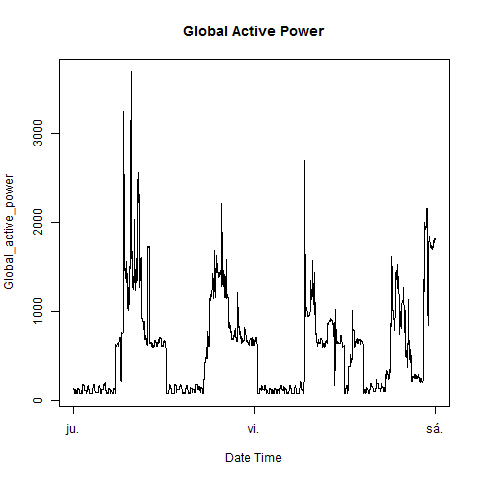 Global Active Power
Global_active_power
3000
2000
1000
0
ju.
vi.
sá.
Date Time